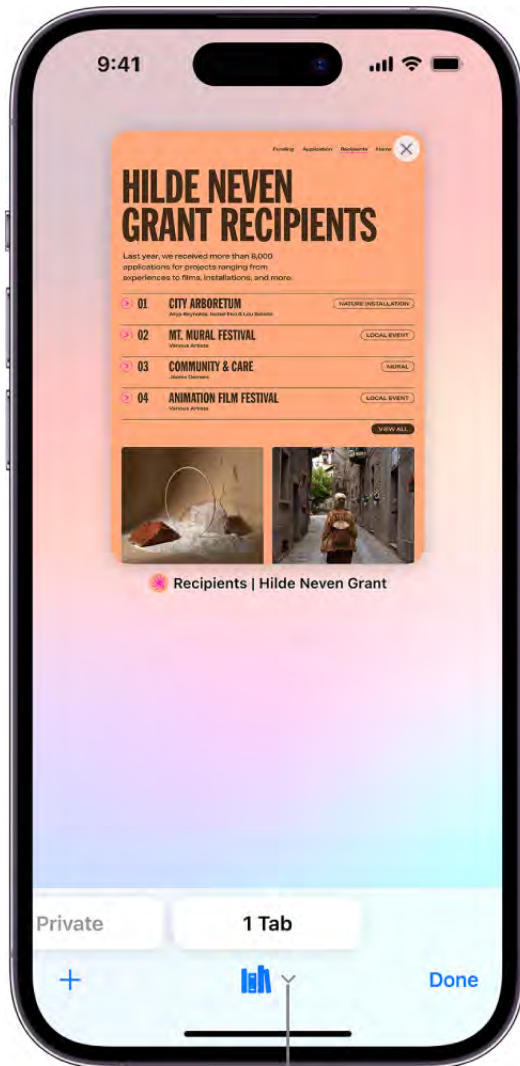 9:41
Funding Application Recipients Home
HILDE NEVEN
GRANT RECIPIENTS
Last year, we received more than 8,000
applications for projects ranging from
experiences to films, installations, and more.
01 CITY ARBORETUM NATURE INSTALLATION
02 MT. MURAL FESTIVAL LOCAL EVENT
Various Artists
03 COMMUNITY & CARE MURAL
04 ANIMATION FILM FESTIVAL LOCAL EVENT
Various Artists
VIEW ALL
Recipients | Hilde Neven Grant
Private 1 Tab
Done